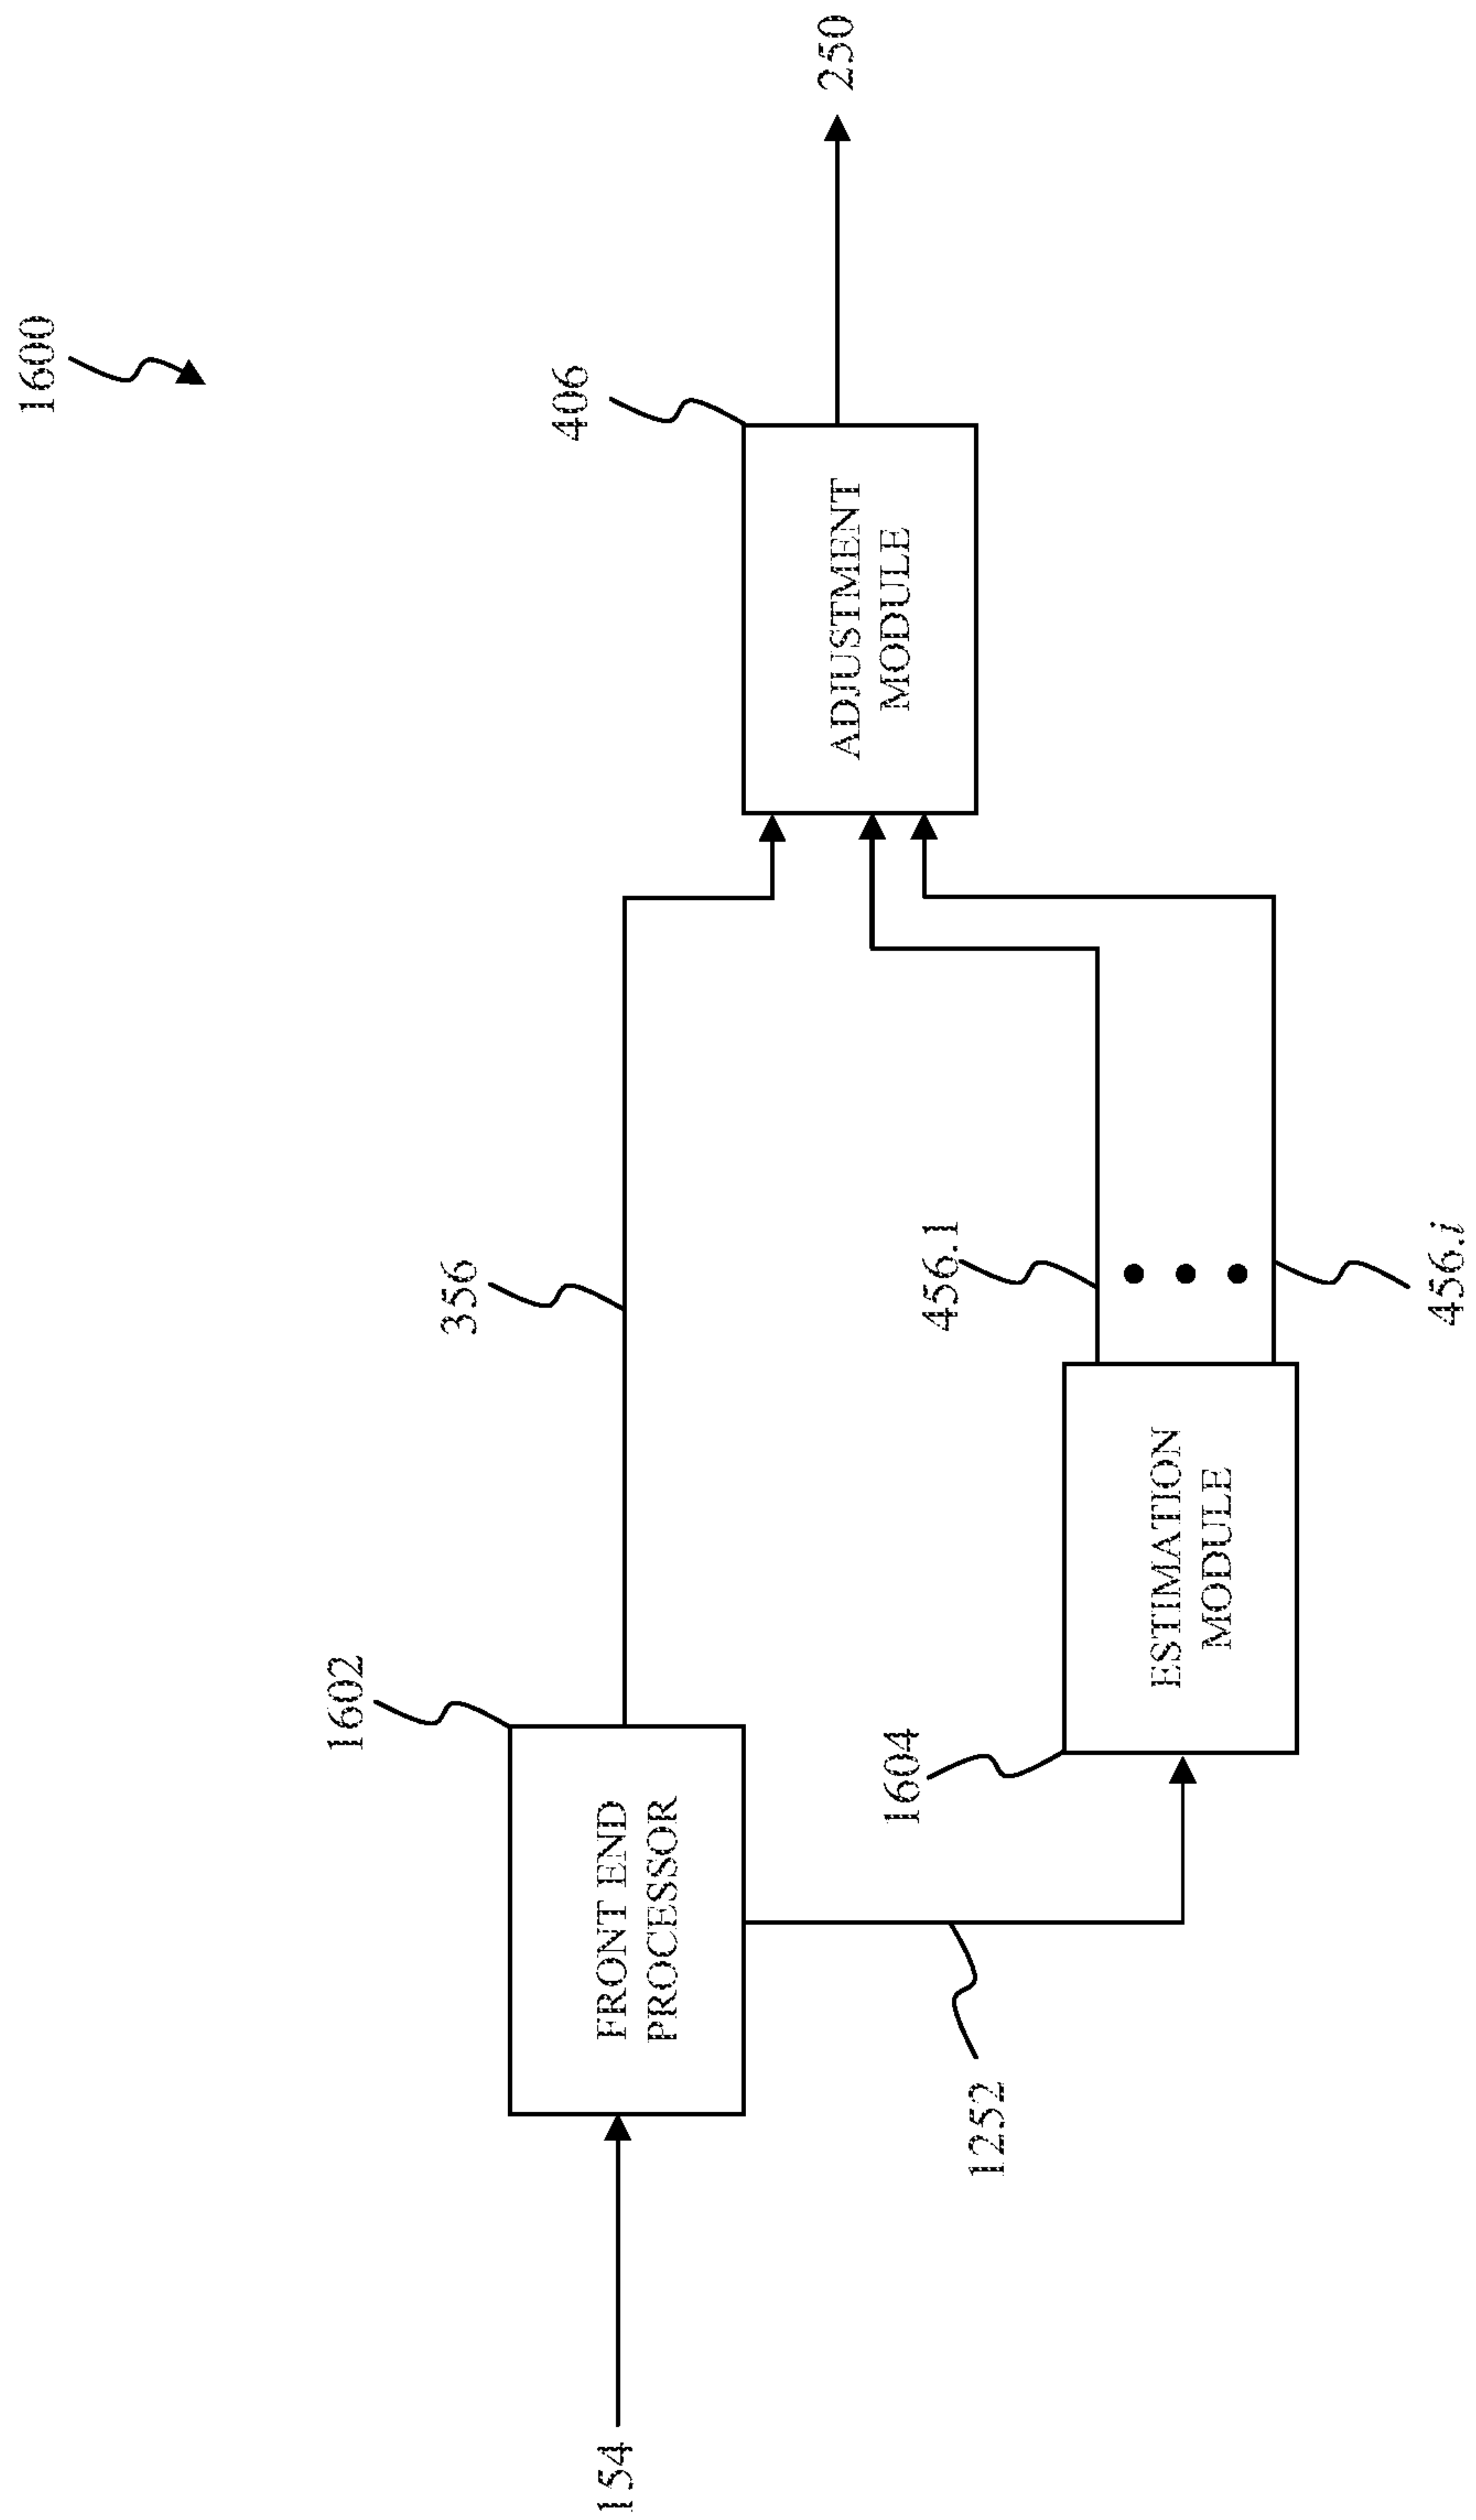 1600
406
250
ADJUSTMENT
MODULE
356
456.1
456.i
1602
FRONT END
PROCESSOR
1604
ESTIMATION
MODULE
154
1252